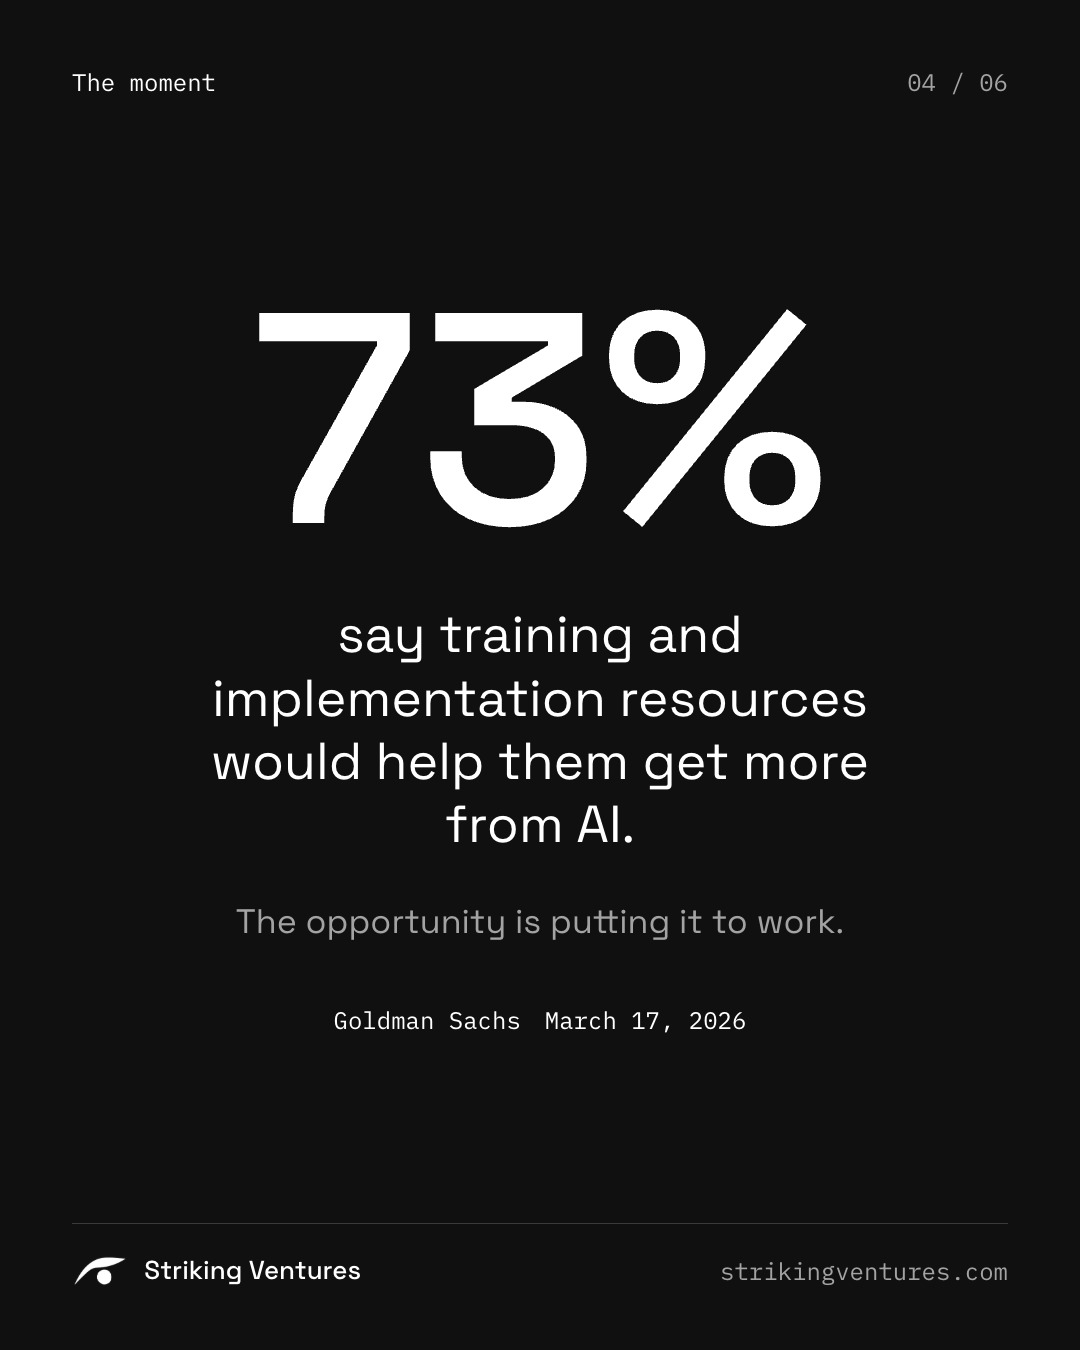 The moment
04 / 06
73%
say training and
implementation resources
would help them get more
from AI.
The opportunity is putting it to work.
Goldman Sachs March 17, 2026
Striking Ventures
strikingventures.com